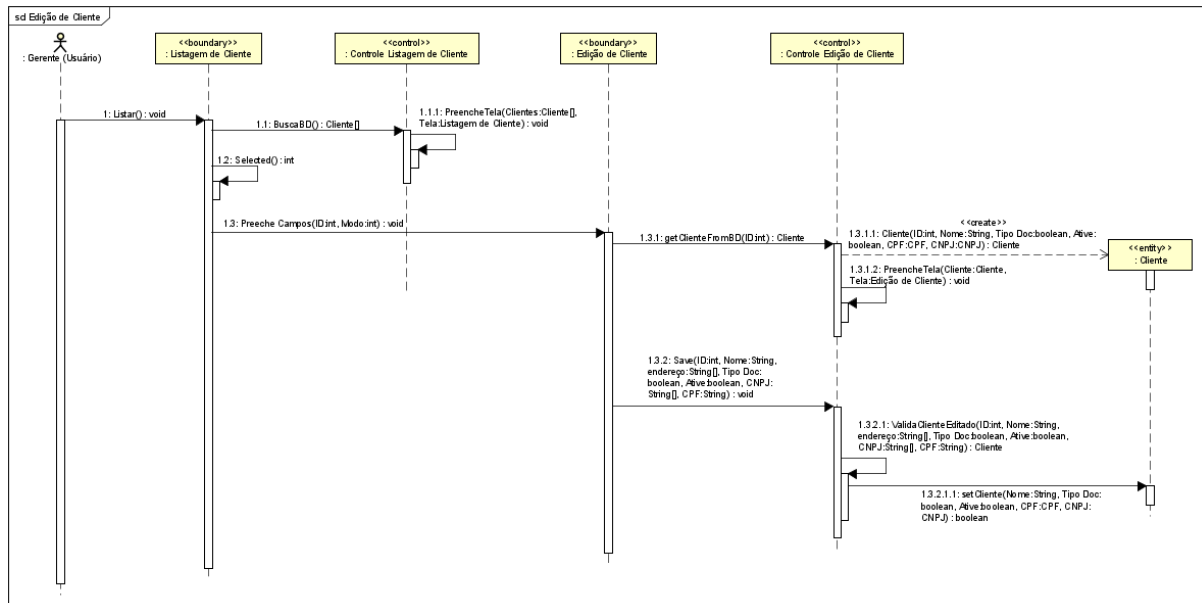 sd Edição de Cliente
: Gerente (Usuário)
<<boundary>>
: Listagem de Cliente
<<control>>
: Controle Listagem de Cliente
<<boundary>>
: Edição de Cliente
<<control>>
: Controle Edição de Cliente
1: Listar() : void
1.1: BuscaBD() : Cliente[]
1.1.1: PreencheTela(Clientes:Cliente[],
Tela:Listagem de Cliente) : void
1.2: Selected() : int
1.3: Preeche Campos(ID:int, Modo:int) : void
1.3.1: getClienteFromBD(ID:int) : Cliente
<<create>>
1.3.1.1: Cliente(ID:int, Nome:String, Tipo Doc:boolean, Ative:
boolean, CPF:CPF, CNPJ:CNPJ) : Cliente
<<entity>>
: Cliente
1.3.1.2: PreencheTela(Cliente:Cliente,
Tela:Edição de Cliente) : void
1.3.2: Save(ID:int, Nome:String,
endereço:String[], Tipo Doc:
boolean, Ative:boolean, CNPJ:
String[], CPF:String) : void
1.3.2.1: ValidaClienteEditado(ID:int, Nome:String,
endereço:String[], Tipo Doc:boolean, Ative:boolean,
CNPJ:String[], CPF:String) : Cliente
1.3.2.1.1: setCliente(Nome:String, Tipo Doc:
boolean, Ative:boolean, CPF:CPF, CNPJ:
CNPJ) : boolean